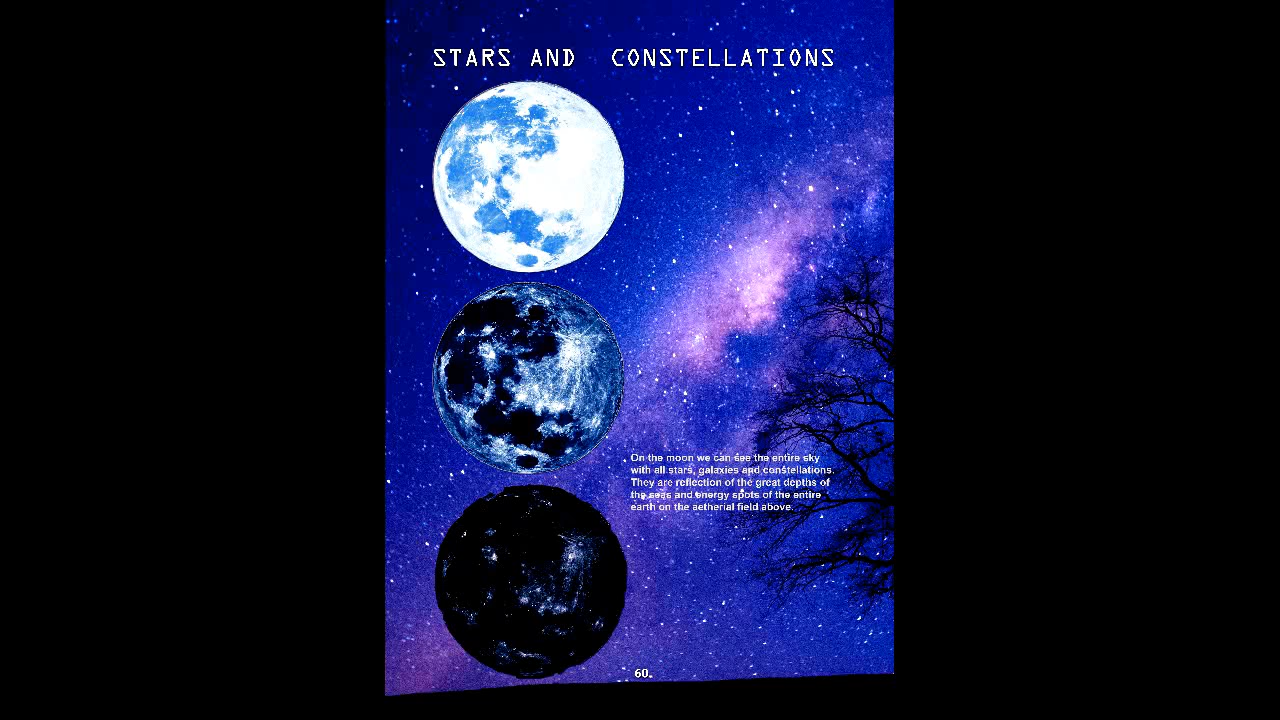 STARS AND CONSTELLATIONS
On the moon we can see the entire sky
with all stars, galaxies and constellations.
They are reflection of the great depths of
the seas and energy spots of the entire
earth on the aetherial field above.
60.